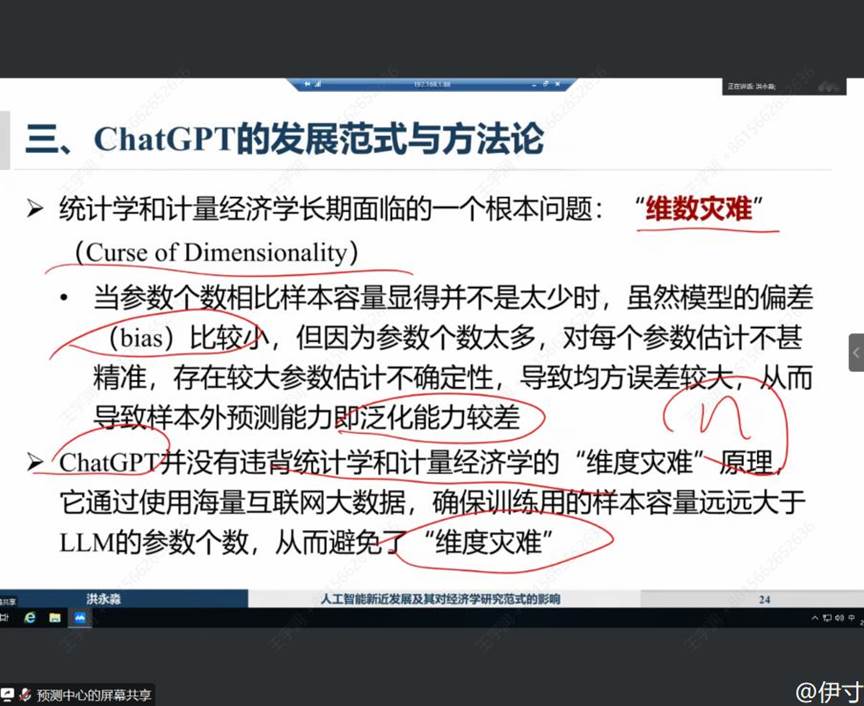 192.168.1.88
正在讲话: 洪永淼;
三、ChatGPT的发展范式与方法论
➢ 统计学和计量经济学长期面临的一个根本问题：“维数灾难”
（Curse of Dimensionality）
• 当参数个数相比样本容量显得并不是太少时，虽然模型的偏差
（bias）比较小，但因为参数个数太多，对每个参数估计不甚
精准，存在较大参数估计不确定性，导致均方误差较大，从而
导致样本外预测能力即泛化能力较差
n
➢ ChatGPT并没有违背统计学和计量经济学的“维度灾难”原理，
它通过使用海量互联网大数据，确保训练用的样本容量远远大于
LLM的参数个数，从而避免了“维度灾难”
洪永淼
人工智能新近发展及其对经济学研究范式的影响
24
中
预测中心的屏幕共享
@伊寸